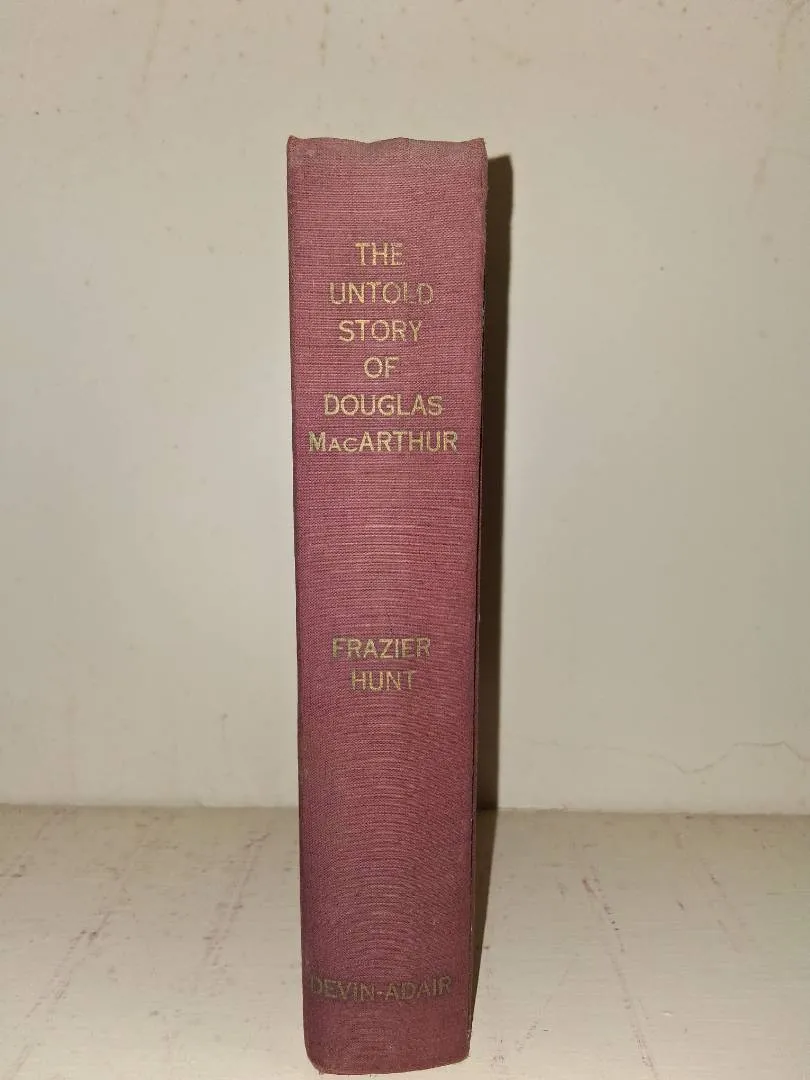 THE
UNTOLD
STORY
OF
DOUGLAS
MacARTHUR
FRAZIER
HUNT
DEVIN-ADAIR